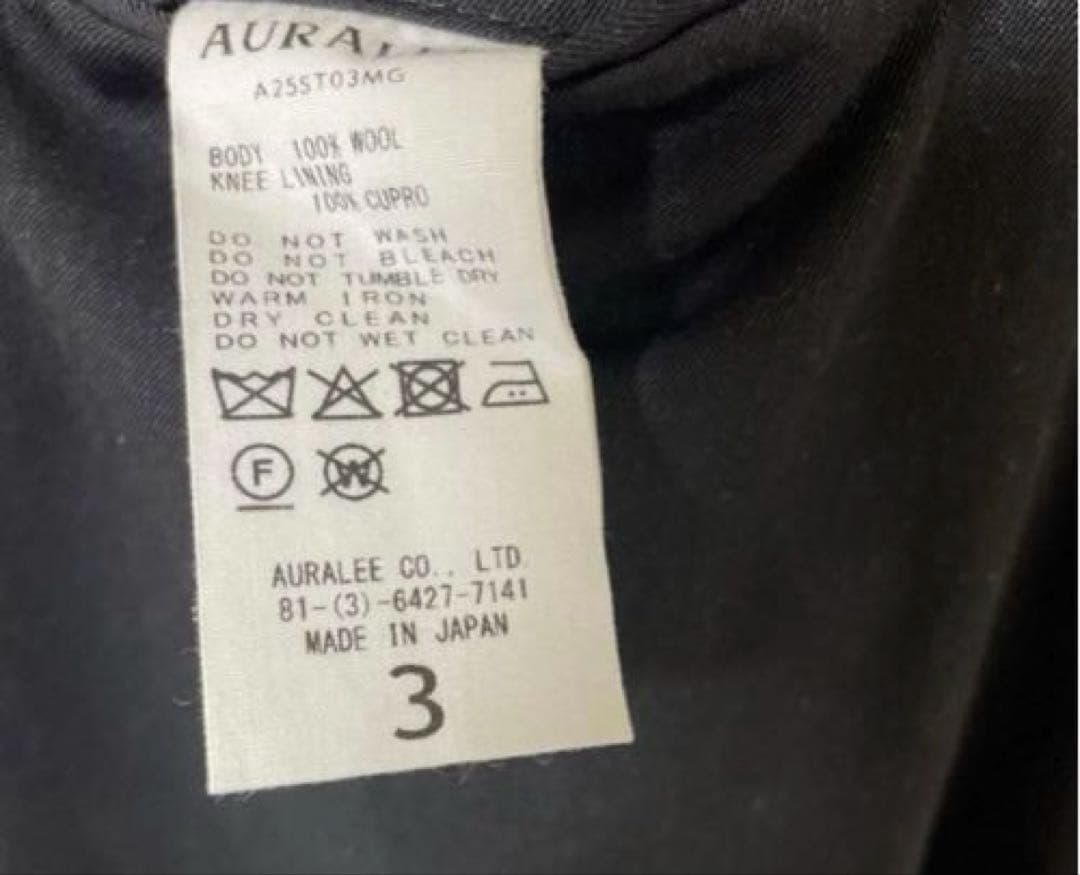 A25ST03MG
BODY 100% WOOL
KNEE LINING
100% CUPRO
DO NOT WASH
DO NOT BLEACH
DO NOT TUMBLE DRY
WARM IRON
DRY CLEAN
DO NOT WET CLEAN
F
W
AURALEE CO., LTD.
81-(3)-6427-7141
MADE IN JAPAN
3